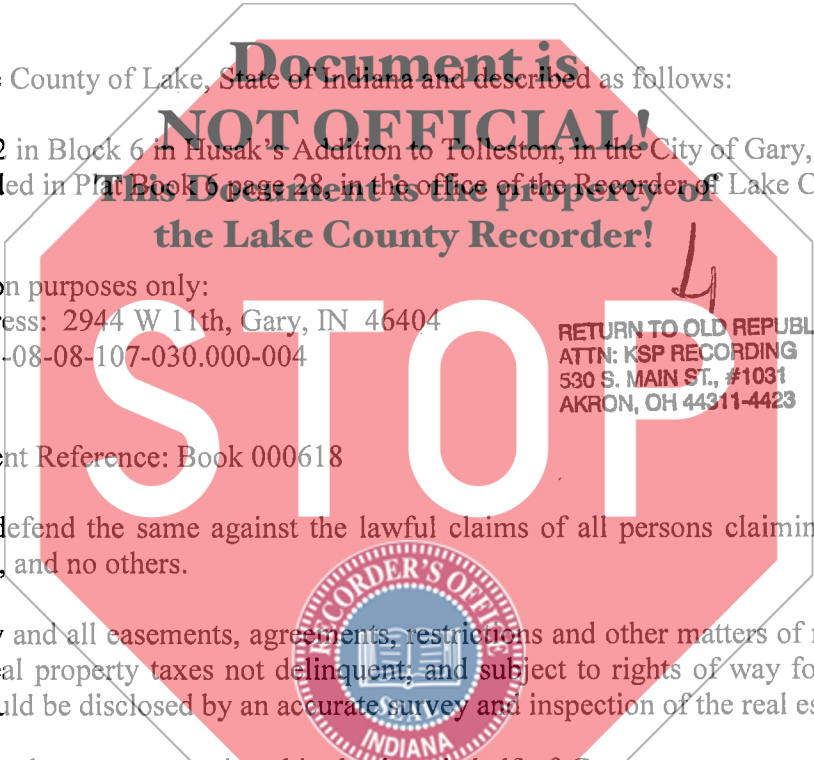 Document is
County of Lake, State of Indiana and described as follows:
NOT OFFICIAL!
2 in Block 6 in Husak's Addition to Tolleston, in the City of Gary,
ed in Plat Book 6 page 28, in the office of the Recorder of Lake C
This Document is the property of
the Lake County Recorder!
4
on purposes only:
ess: 2944 W 11th, Gary, IN 46404
-08-08-107-030.000-004
RETURN TO OLD REPUBL
ATTN: KSP RECORDING
530 S. MAIN ST., #1031
AKRON, OH 44311-4423
STOP
nt Reference: Book 000618
defend the same against the lawful claims of all persons claimin
, and no others.
RECORDER'S OFFICE
SEAL
INDIANA
y and all easements, agreements, restrictions and other matters of r
eal property taxes not delinquent; and subject to rights of way fo
uld be disclosed by an accurate survey and inspection of the real es